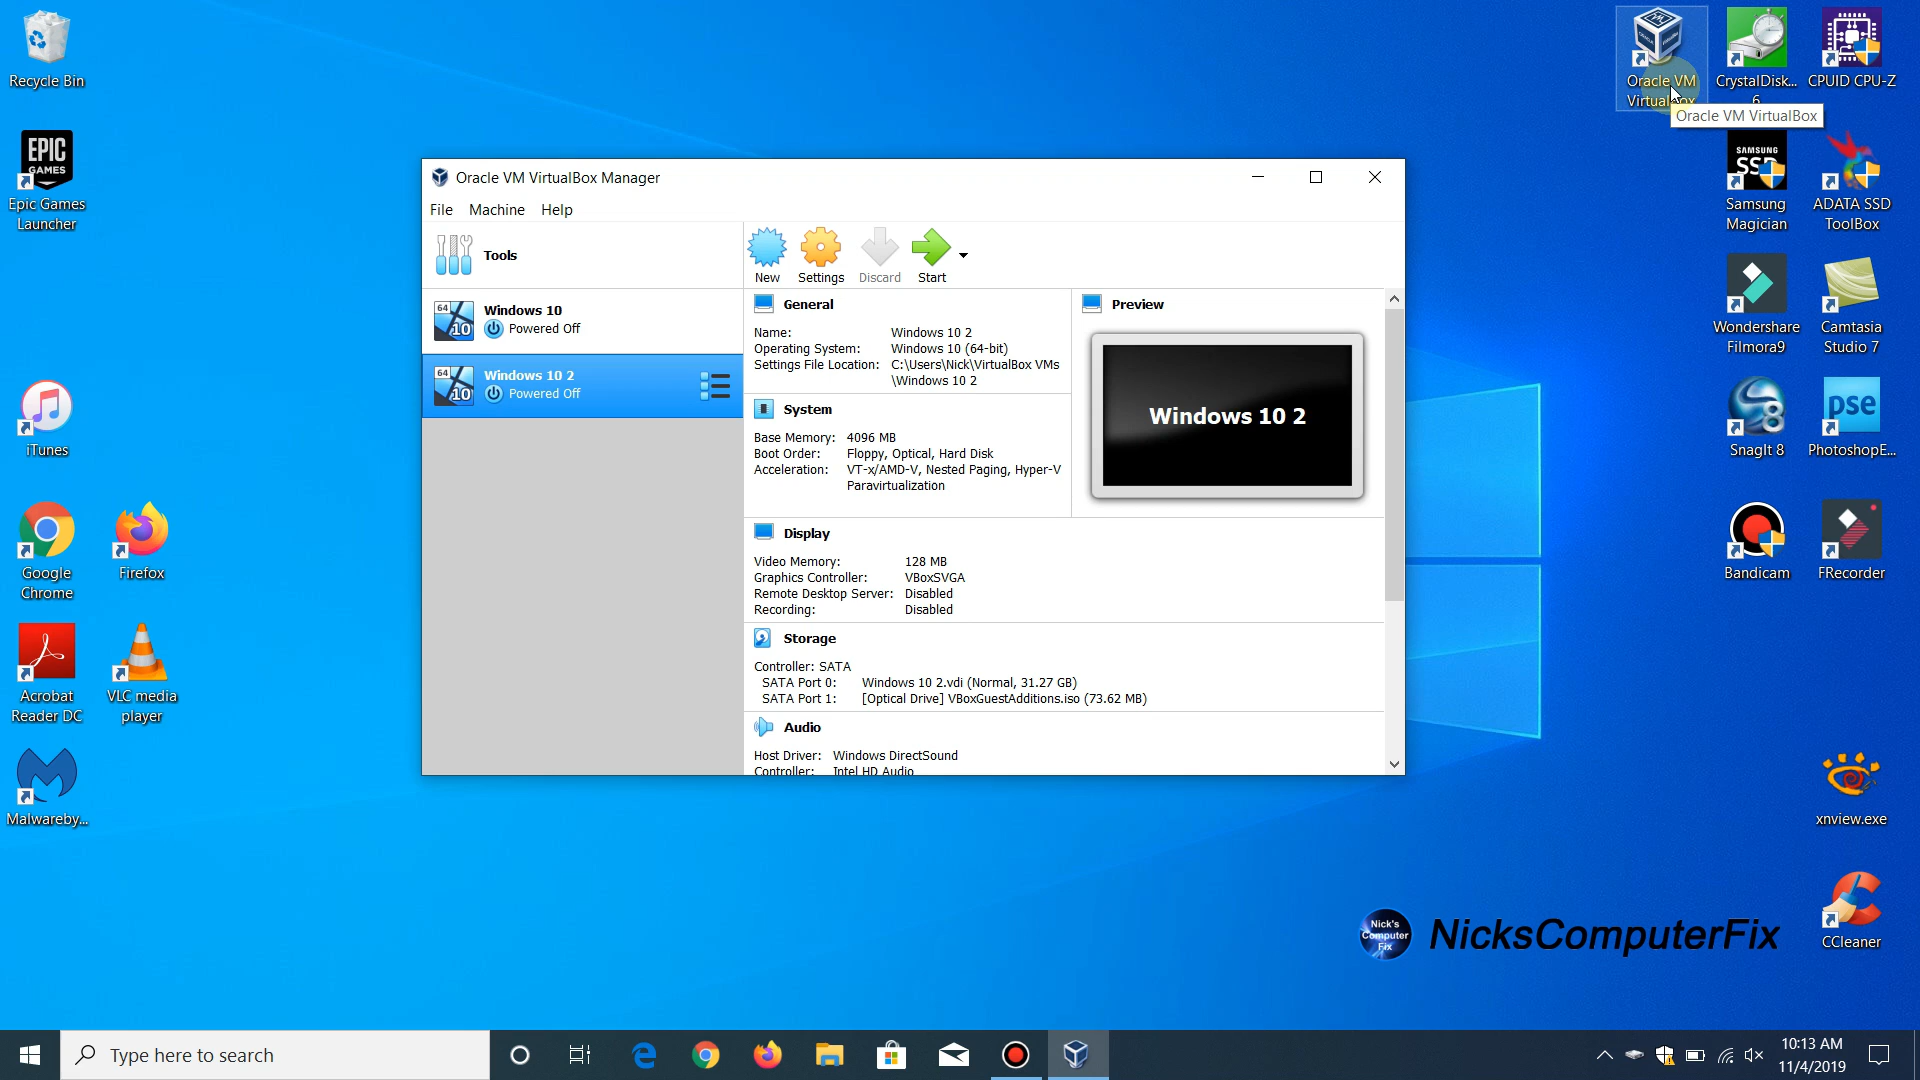 Recycle Bin
EPIC
GAMES
Epic Games
Launcher
iTunes
Google
Chrome
Firefox
Acrobat
Reader DC
VLC media
player
Malwareby...
Oracle VM VirtualBox Manager
File Machine Help
Tools
New Settings Discard Start
64
10
Windows 10
Powered Off
64
10
Windows 10 2
Powered Off
General
Name: Windows 10 2
Operating System: Windows 10 (64-bit)
Settings File Location: C:\Users\Nick\VirtualBox VMs
\Windows 10 2
System
Base Memory: 4096 MB
Boot Order: Floppy, Optical, Hard Disk
Acceleration: VT-x/AMD-V, Nested Paging, Hyper-V
Paravirtualization
Preview
Windows 10 2
Display
Video Memory: 128 MB
Graphics Controller: VBoxSVGA
Remote Desktop Server: Disabled
Recording: Disabled
Storage
Controller: SATA
SATA Port 0: Windows 10 2.vdi (Normal, 31.27 GB)
SATA Port 1: [Optical Drive] VBoxGuestAdditions.iso (73.62 MB)
Audio
Host Driver: Windows DirectSound
Controller: Intel HD Audio
Oracle VM
VirtualBox
CrystalDisk...
6
CPUID CPU-Z
Oracle VM VirtualBox
SAMSUNG
SSD
Samsung
Magician
ADATA SSD
ToolBox
Wondershare
Filmora9
Camtasia
Studio 7
SnagIt 8
pse
PhotoshopE...
Bandicam
FRecorder
xnview.exe
CCleaner
Nick's
Computer
Fix
NicksComputerFix
Type here to search
10:13 AM
11/4/2019